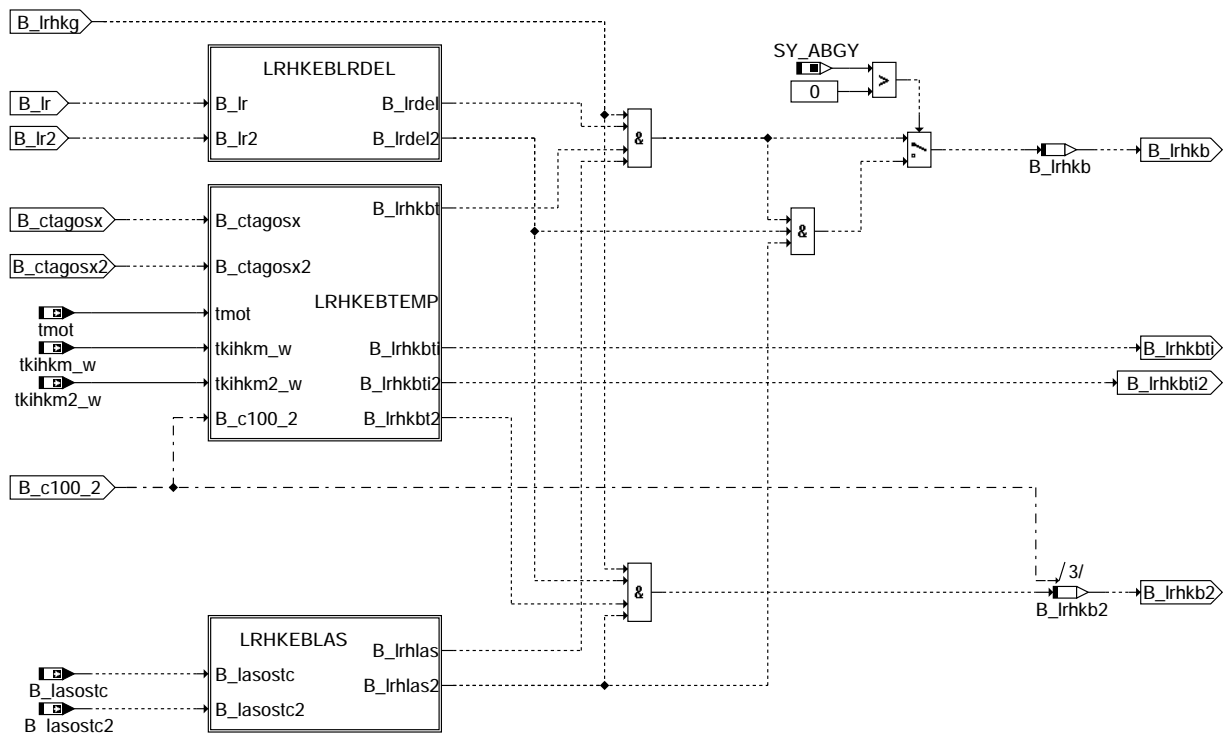 B_lrhkg
SY_ABGY
LRHKEBLRDEL
>
0
B_lr
B_lr
B_lrdel
B_lr2
B_lr2
B_lrdel2
&
B_lrhkb
B_lrhkb
B_ctagosx
B_ctagosx
B_lrhkbt
&
B_ctagosx2
B_ctagosx2
LRHKEBTEMP
tmot
tmot
tkihkm_w
tkihkm_w
B_lrhkbti
B_lrhkbti
tkihkm2_w
tkihkm2_w
B_lrhkbti2
B_lrhkbti2
B_c100_2
B_lrhkbt2
B_c100_2
/3/
&
B_lrhkb2
B_lrhkb2
LRHKEBLAS
B_lrhlas
B_lasostc
B_lasostc
B_lrhlas2
B_lasostc2
B_lasostc2